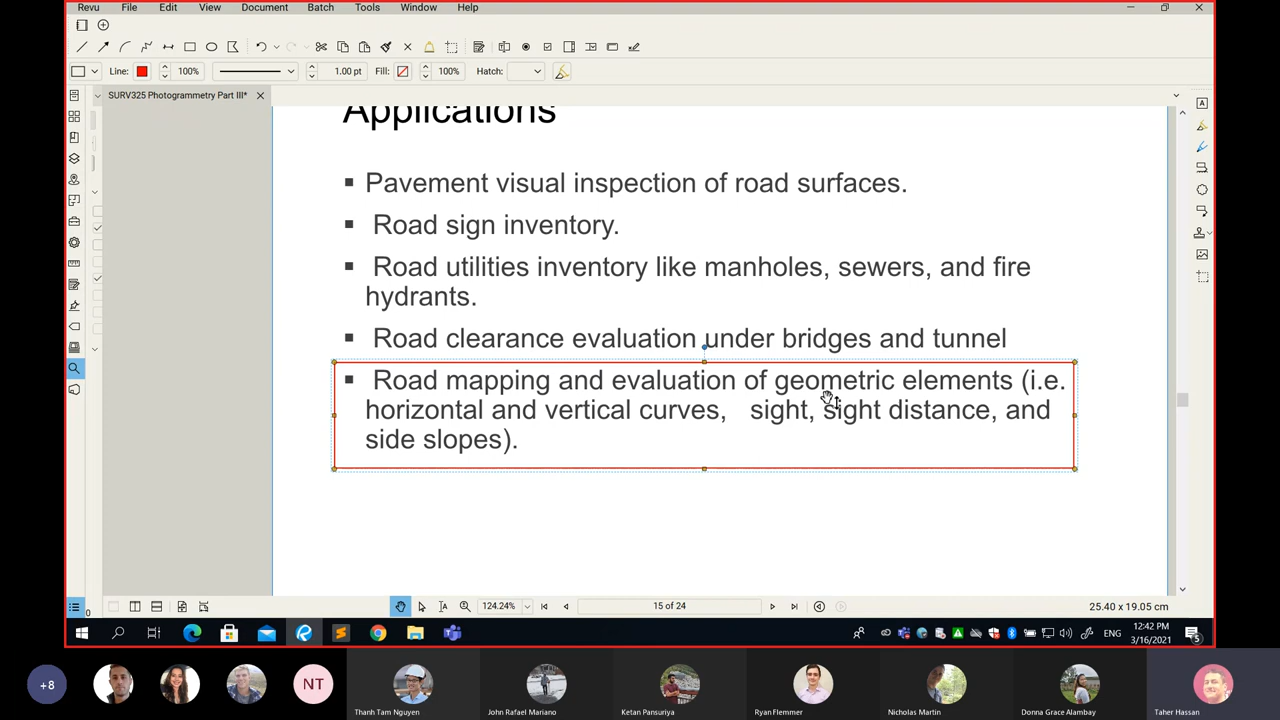 Revu File Edit View Document Batch Tools Window Help
Line: 100% 1.00 pt Fill: 100% Hatch:
SURV325 Photogrammetry Part III*
Applications
▪ Pavement visual inspection of road surfaces.
▪ Road sign inventory.
▪ Road utilities inventory like manholes, sewers, and fire
hydrants.
▪ Road clearance evaluation under bridges and tunnel
▪ Road mapping and evaluation of geometric elements (i.e.
horizontal and vertical curves, sight, sight distance, and
side slopes).
0
124.24% 15 of 24 25.40 x 19.05 cm
ENG 12:42 PM
3/16/2021
5
+8 NT
Thanh Tam Nguyen John Rafael Mariano Ketan Pansuriya Ryan Flemmer Nicholas Martin Donna Grace Alambay Taher Hassan